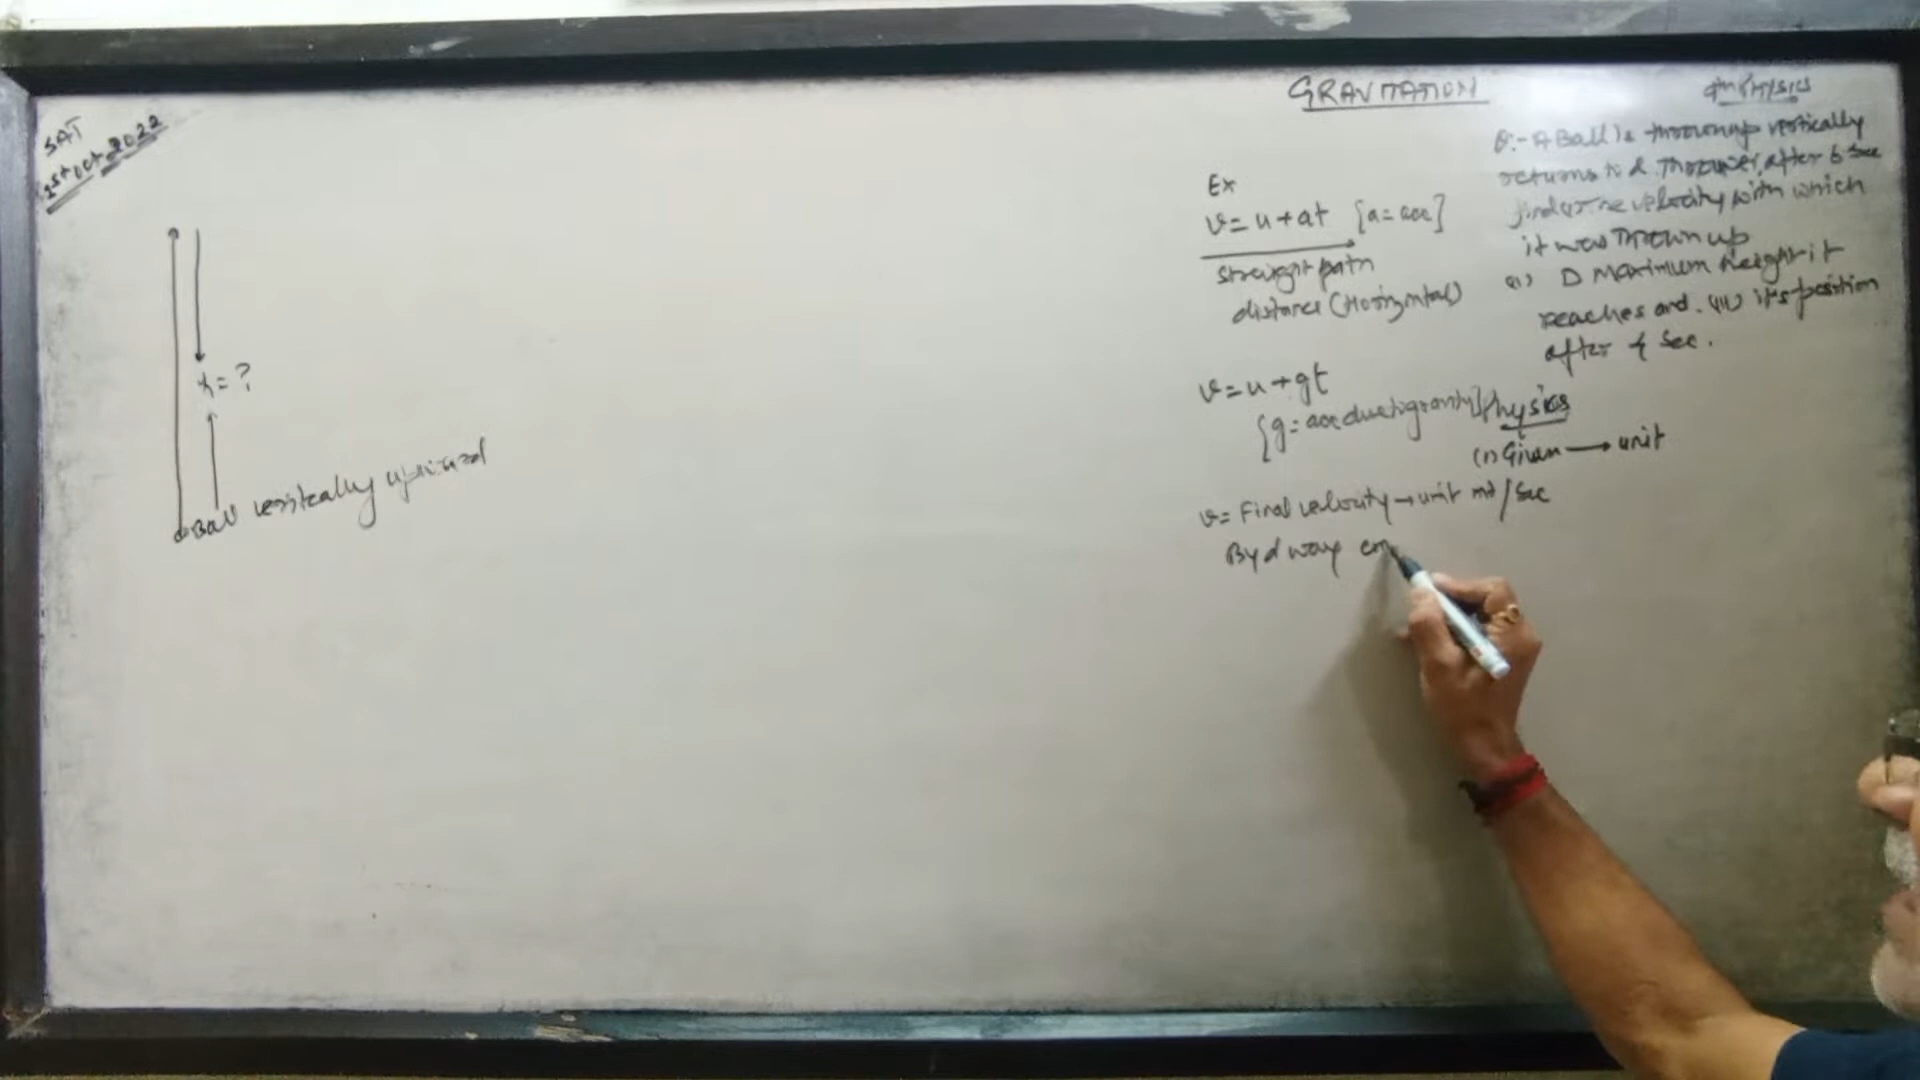 SAT
1st Oct 2022
GRAVITATION
PHYSICS
Q:- A Ball is thrown up vertically
returns to d thrower after 6 sec
find (i) the velocity with which
it was thrown up
(ii) D maximum height it
reaches and (iii) it's position
after 4 sec.
Ex
v = u + at [a = acc]
straight path
distance (Horizontal)
v = u + gt
{g = acc due to gravity}
Physics
(1) Given → unit
v = Final velocity → unit mt/sec
By d way
= ?
Ball vertically upward